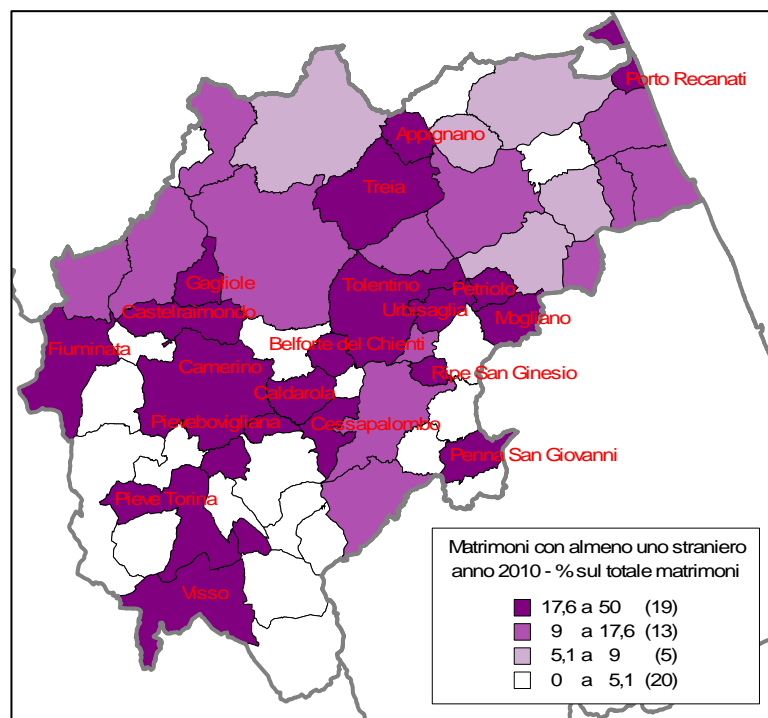 Porto Recanati
Appignano
Treia
Gagliole
Tolentino
Petriolo
Castelraimondo
Urbisaglia
Mogliano
Fiuminata
Belforte del Chienti
Camerino
Ripe San Ginesio
Caldarola
Pievebovigliana
Cessapalombo
Penna San Giovanni
Pieve Torina
Visso
Matrimoni con almeno uno straniero
anno 2010 - % sul totale matrimoni
17,6 a 50 (19)
9 a 17,6 (13)
5,1 a 9 (5)
0 a 5,1 (20)